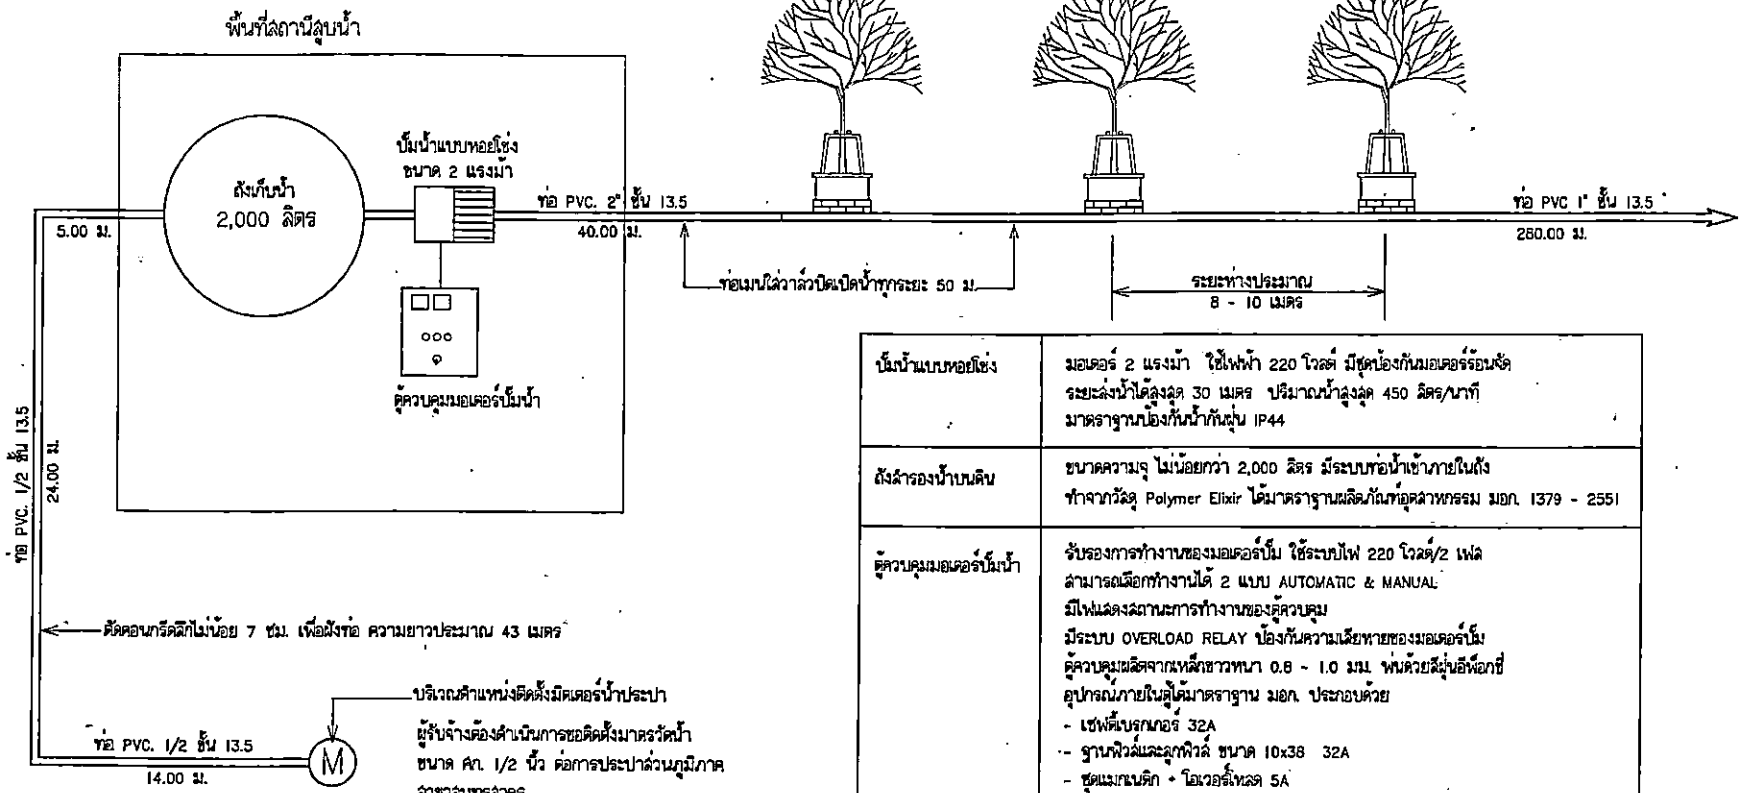 พื้นที่สถานีสูบน้ำ
ถังเก็บน้ำ
2,000 ลิตร
ปั๊มน้ำแบบหอยโข่ง
ขนาด 2 แรงม้า
ตู้ควบคุมมอเตอร์ปั๊มน้ำ
5.00 ม.
ท่อ PVC. 2" ชั้น 13.5
40.00 ม.
ท่อเมนใส่วาล์วปิดเปิดน้ำทุกระยะ 50 ม.
ระยะห่างประมาณ
8 - 10 เมตร
ท่อ PVC 1" ชั้น 13.5
260.00 ม.
ท่อ PVC. 1/2 ชั้น 13.5
24.00 ม.
ตัดคอนกรีตลึกไม่น้อย 7 ซม. เพื่อฝังท่อ ความยาวประมาณ 43 เมตร
บริเวณตำแหน่งติดตั้งมิเตอร์น้ำประปา
ท่อ PVC. 1/2 ชั้น 13.5
14.00 ม.
M
ผู้รับจ้างต้องดำเนินการขอติดตั้งมาตรวัดน้ำ
ขนาด ศก. 1/2 นิ้ว ต่อการประปาส่วนภูมิภาค
สาขาสมุทรสาคร
ปั๊มน้ำแบบหอยโข่ง
มอเตอร์ 2 แรงม้า ใช้ไฟฟ้า 220 โวลต์ มีชุดป้องกันมอเตอร์ร้อนจัด
ระยะส่งน้ำได้สูงสุด 30 เมตร ปริมาณน้ำสูงสุด 450 ลิตร/นาที
มาตราฐานป้องกันน้ำกันฝุ่น IP44
ถังสำรองน้ำบนดิน
ขนาดความจุ ไม่น้อยกว่า 2,000 ลิตร มีระบบท่อน้ำเข้าภายในถัง
ทำจากวัสดุ Polymer Elixir ได้มาตราฐานผลิตภัณฑ์อุตสาหกรรม มอก. 1379 - 2551
ตู้ควบคุมมอเตอร์ปั๊มน้ำ
รับรองการทำงานของมอเตอร์ปั๊ม ใช้ระบบไฟ 220 โวลต์/2 เฟส
สามารถเลือกทำงานได้ 2 แบบ AUTOMATIC & MANUAL
มีไฟแสดงสถานะการทำงานของตู้ควบคุม
มีระบบ OVERLOAD RELAY ป้องกันความเสียหายของมอเตอร์ปั๊ม
ตู้ควบคุมผลิตจากเหล็กขาวหนา 0.8 - 1.0 มม. พ่นด้วยสีฝุ่นอีพ็อกซี่
อุปกรณ์ภายในตู้ได้มาตราฐาน มอก. ประกอบด้วย
- เซฟตี้เบรกเกอร์ 32A
- ฐานฟิวส์และลูกฟิวส์ ขนาด 10x38 32A
- ชุดแมกเนติก + โอเวอร์โหลด 5A